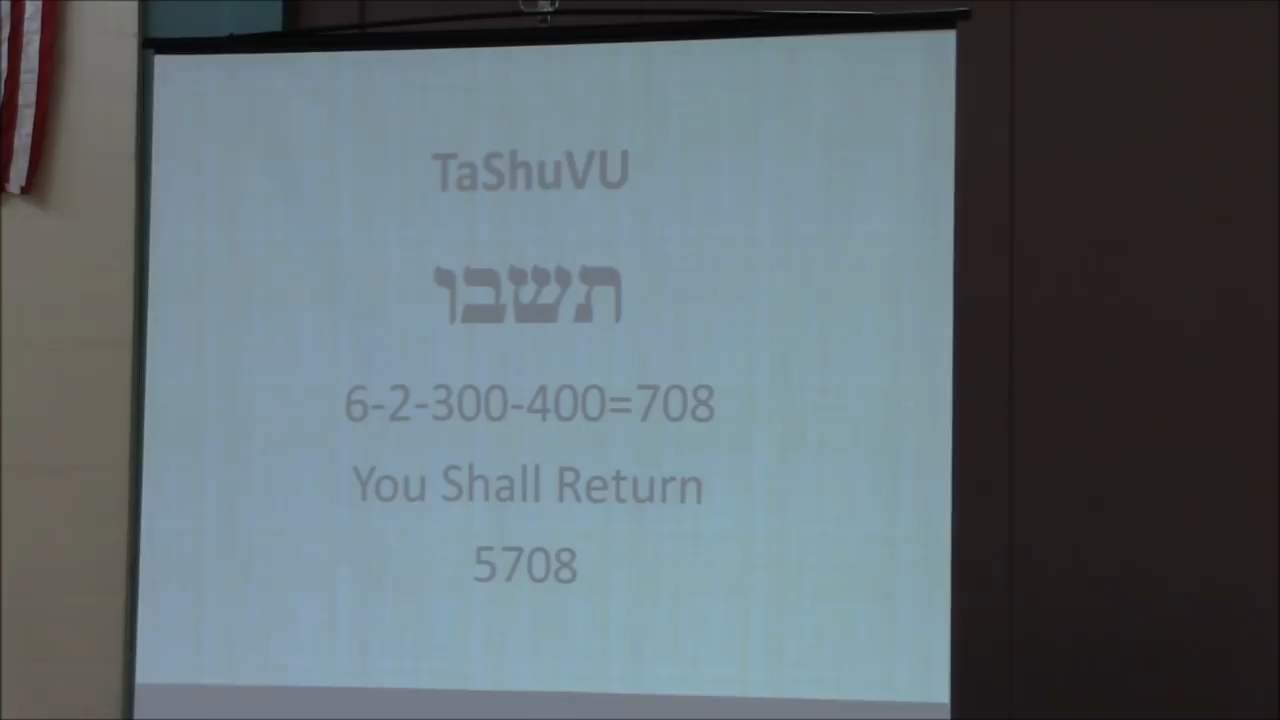 TaShuVU
תשבו
6-2-300-400=708
You Shall Return
5708